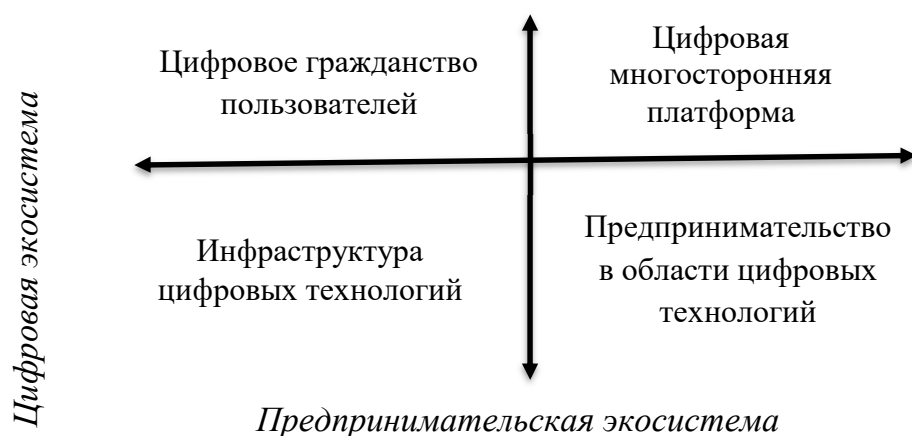 Цифровая экосистема
Цифровое гражданство
пользователей
Цифровая
многосторонняя
платформа
Инфраструктура
цифровых технологий
Предпринимательство
в области цифровых
технологий
Предпринимательская экосистема